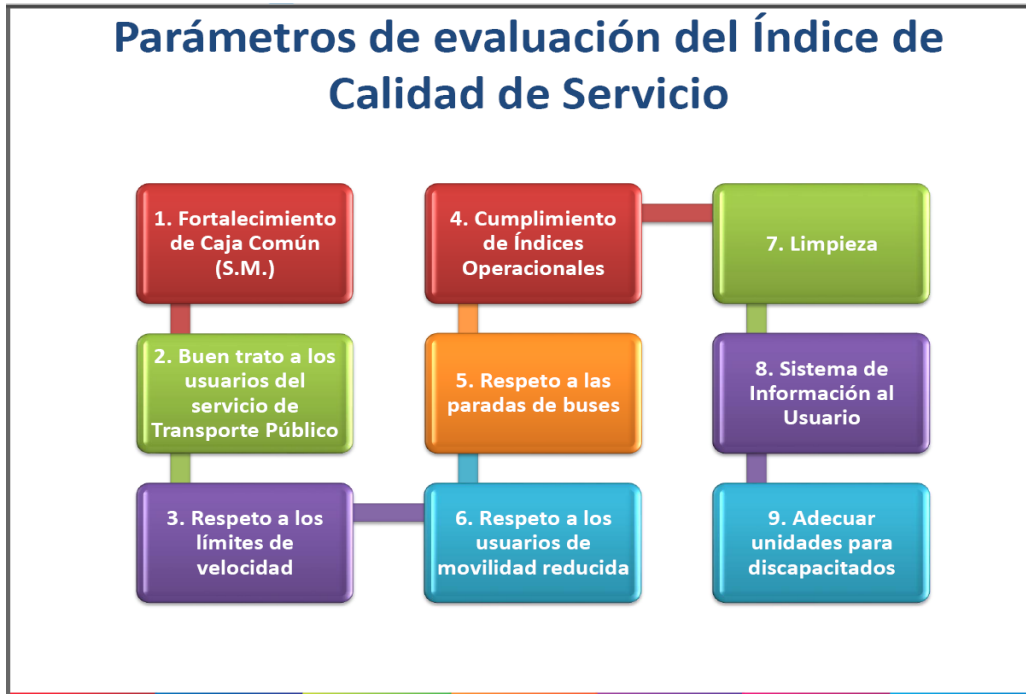 Parámetros de evaluación del Índice de
Calidad de Servicio
1. Fortalecimiento
de Caja Común
(S.M.)
2. Buen trato a los
usuarios del
servicio de
Transporte Público
3. Respeto a los
límites de
velocidad
4. Cumplimiento
de Índices
Operacionales
5. Respeto a las
paradas de buses
6. Respeto a los
usuarios de
movilidad reducida
7. Limpieza
8. Sistema de
Información al
Usuario
9. Adecuar
unidades para
discapacitados